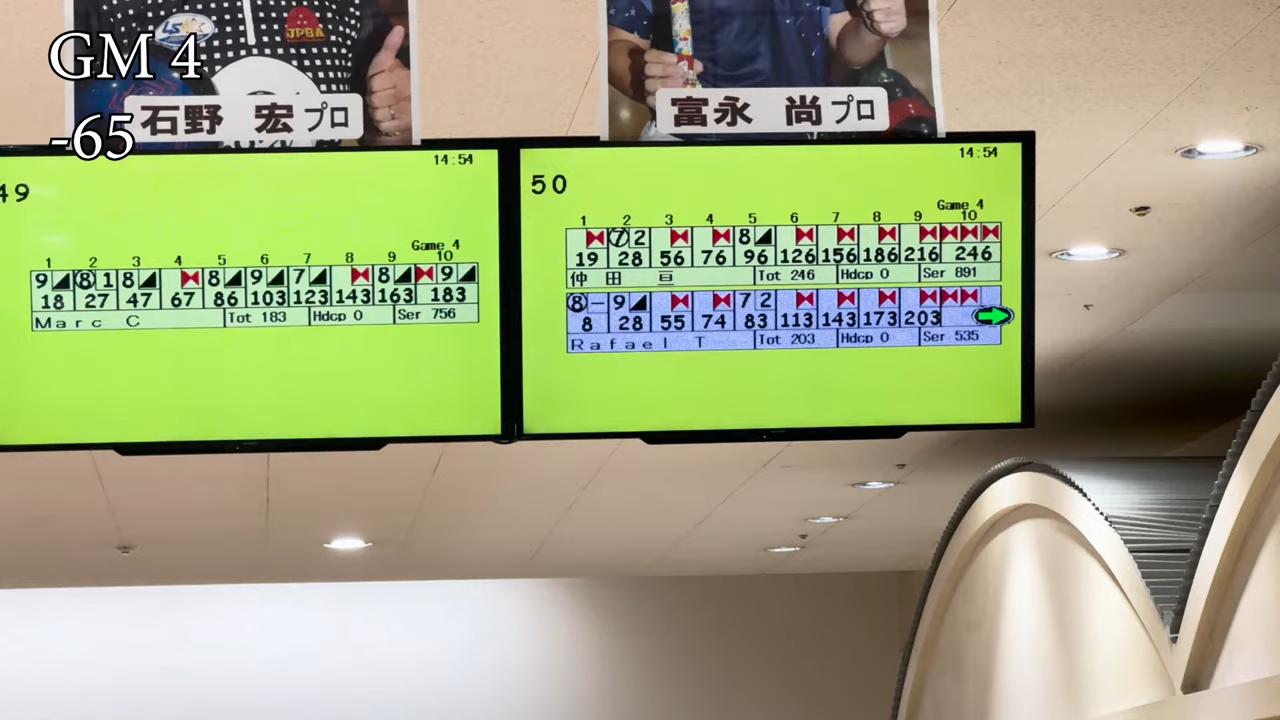 GM 4
-65
LS
JPBA
石野 宏 プロ
富永 尚 プロ
14:54
49
Game 4
1 2 3 4 5 6 7 8 9 10
9◢ ⑧1 8◢ ⧓ 8◢ 9◢ 7◢ ⧓ 8◢ ⧓9◢
18 27 47 67 86 103 123 143 163 183
Marc C Tot 183 Hdcp 0 Ser 756
14:54
50
Game 4
1 2 3 4 5 6 7 8 9 10
⧓ ⑦2 ⧓ ⧓ 8◢ ⧓ ⧓ ⧓ ⧓ ⧓⧓⧓
19 28 56 76 96 126 156 186 216 246
仲田 亘 Tot 246 Hdcp 0 Ser 891
⑧- 9◢ ⧓ ⧓ 7 2 ⧓ ⧓ ⧓ ⧓ ⧓⧓
8 28 55 74 83 113 143 173 203
Rafael T Tot 203 Hdcp 0 Ser 535